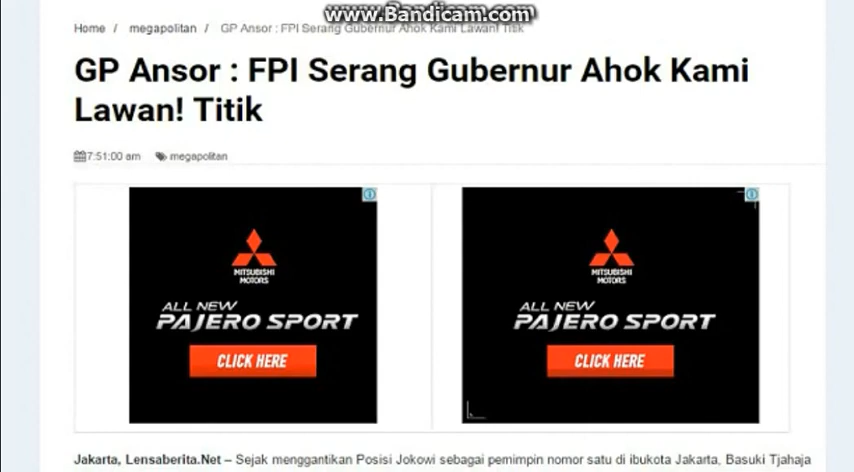 www.Bandicam.com
Home / megapolitan / GP Ansor : FPI Serang Gubernur Ahok Kami Lawan! Titik
GP Ansor : FPI Serang Gubernur Ahok Kami
Lawan! Titik
7:51:00 am megapolitan
MITSUBISHI
MOTORS
ALL NEW
PAJERO SPORT
CLICK HERE
MITSUBISHI
MOTORS
ALL NEW
PAJERO SPORT
CLICK HERE
Jakarta, Lensaberita.Net – Sejak menggantikan Posisi Jokowi sebagai pemimpin nomor satu di ibukota Jakarta, Basuki Tjahaja